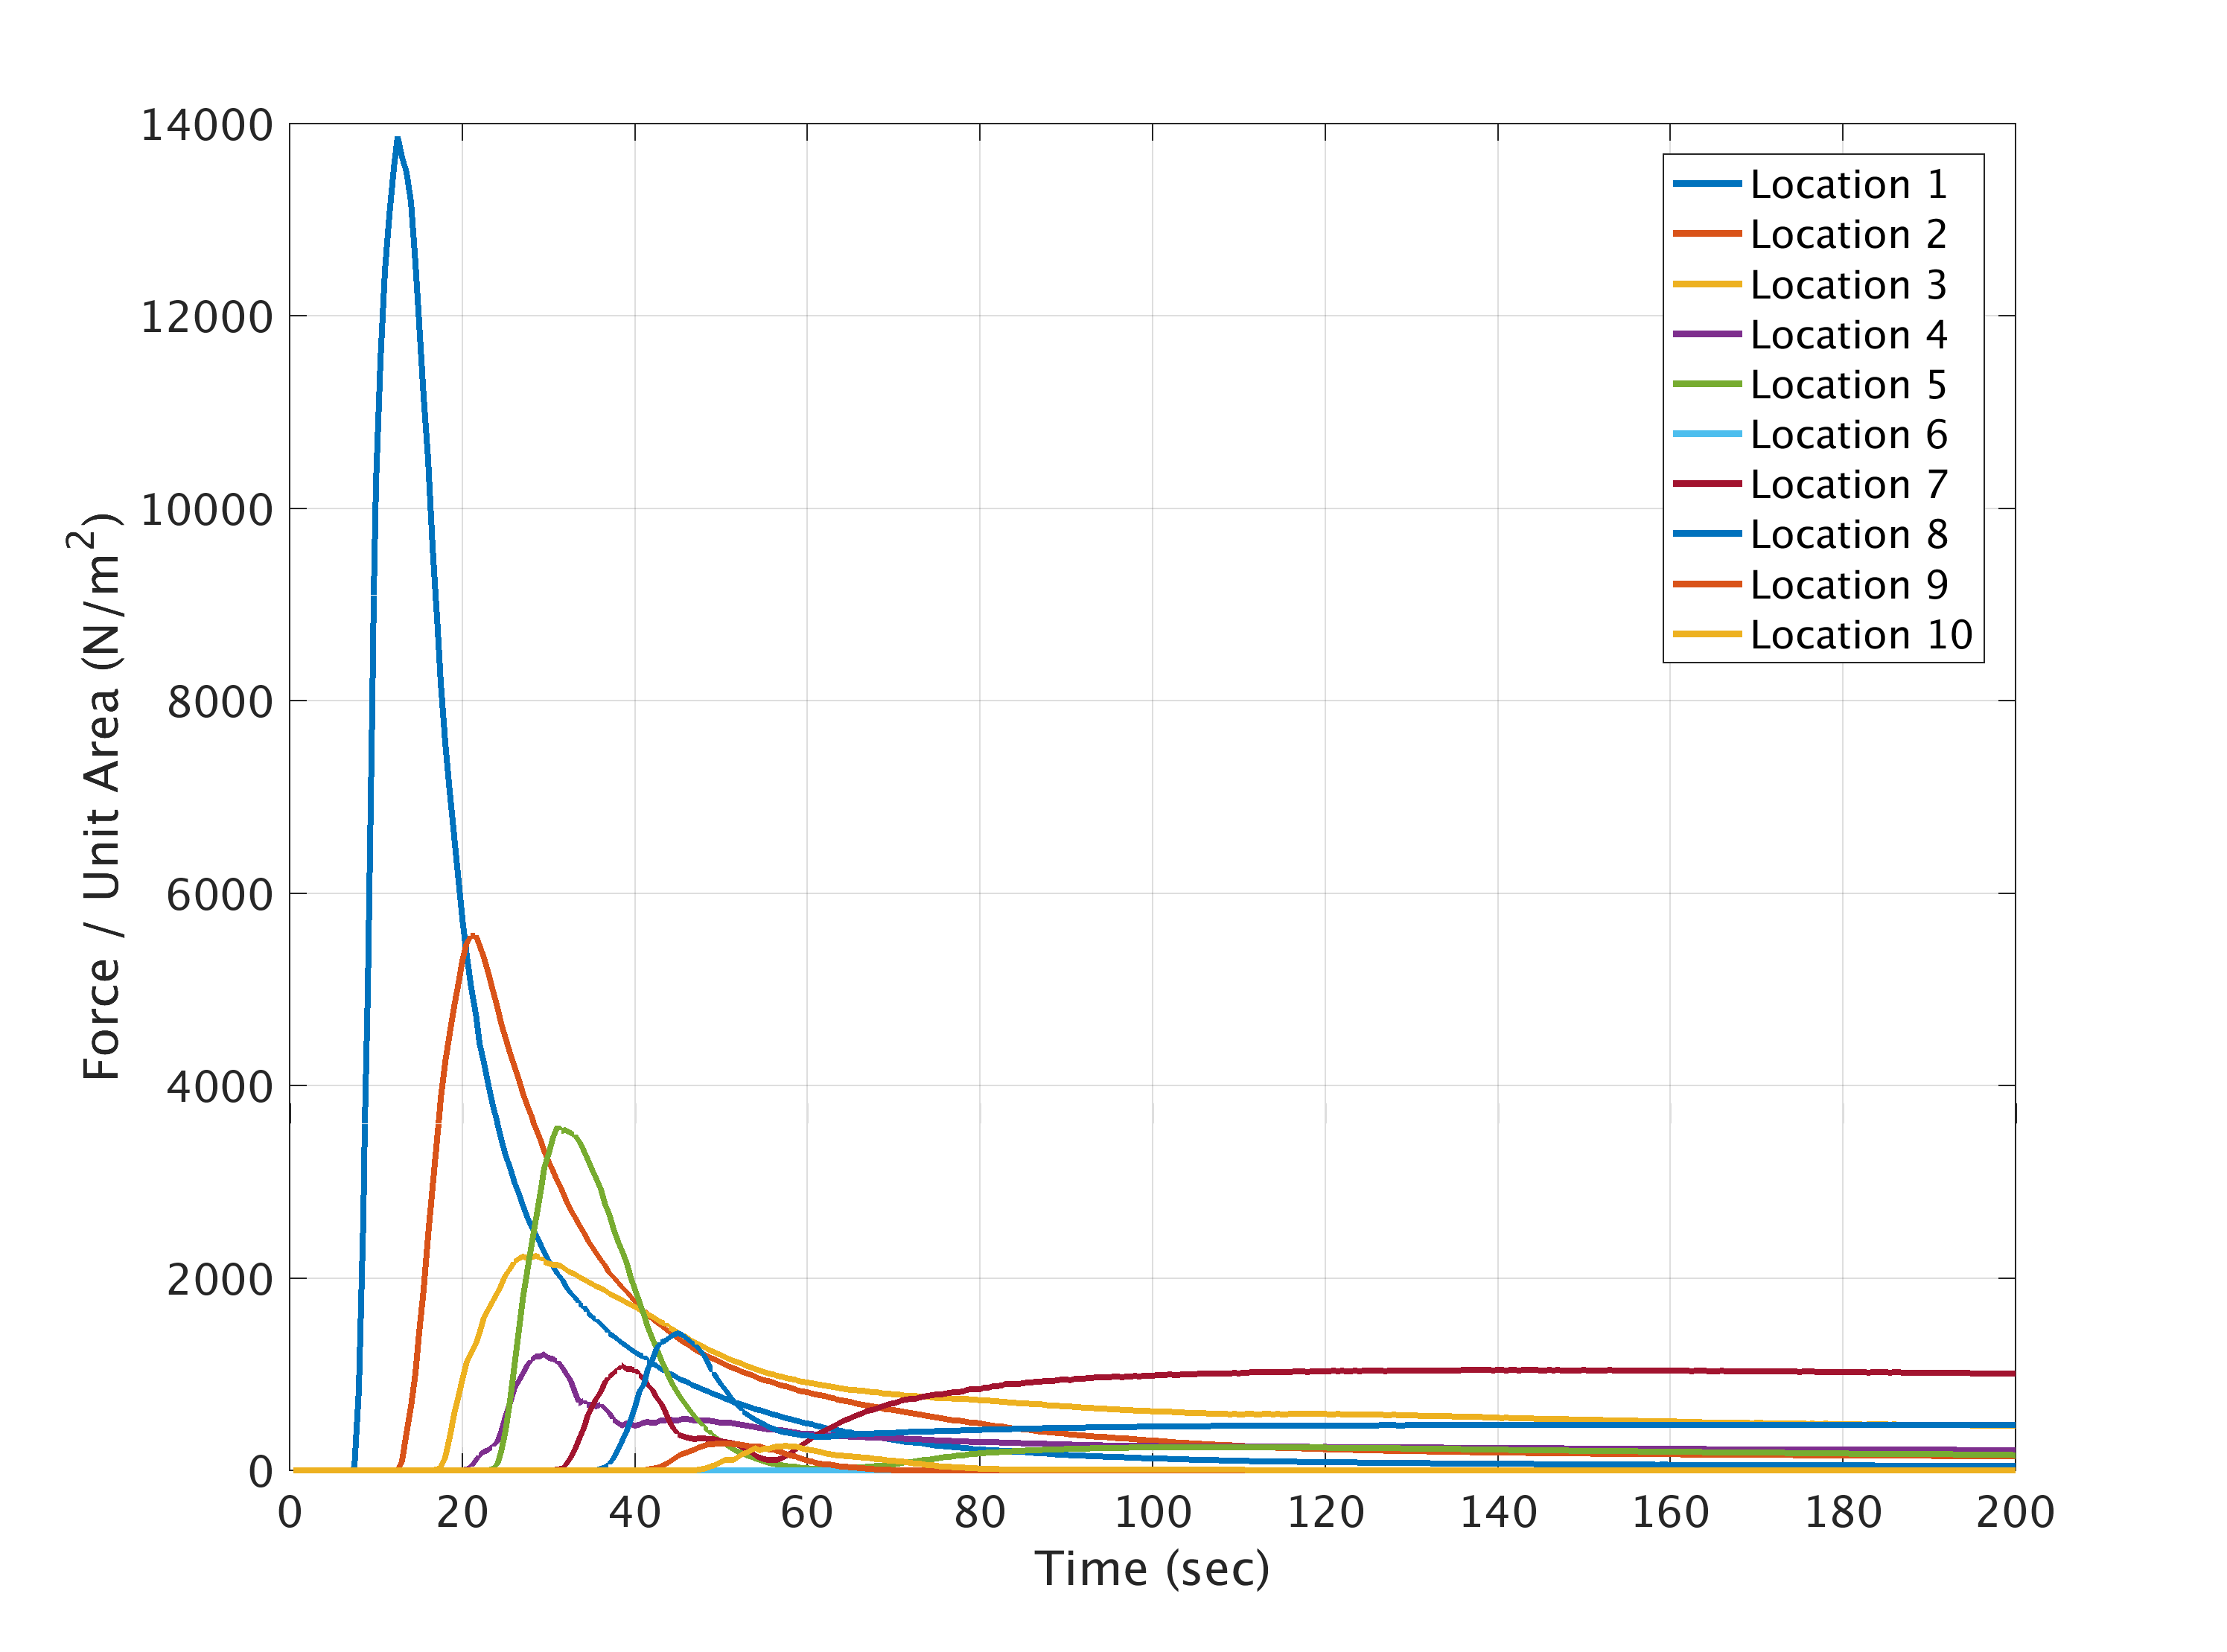 14000
12000
10000
8000
6000
4000
2000
0
Force / Unit Area (N/m²)
Location 1
Location 2
Location 3
Location 4
Location 5
Location 6
Location 7
Location 8
Location 9
Location 10
0 20 40 60 80 100 120 140 160 180 200
Time (sec)